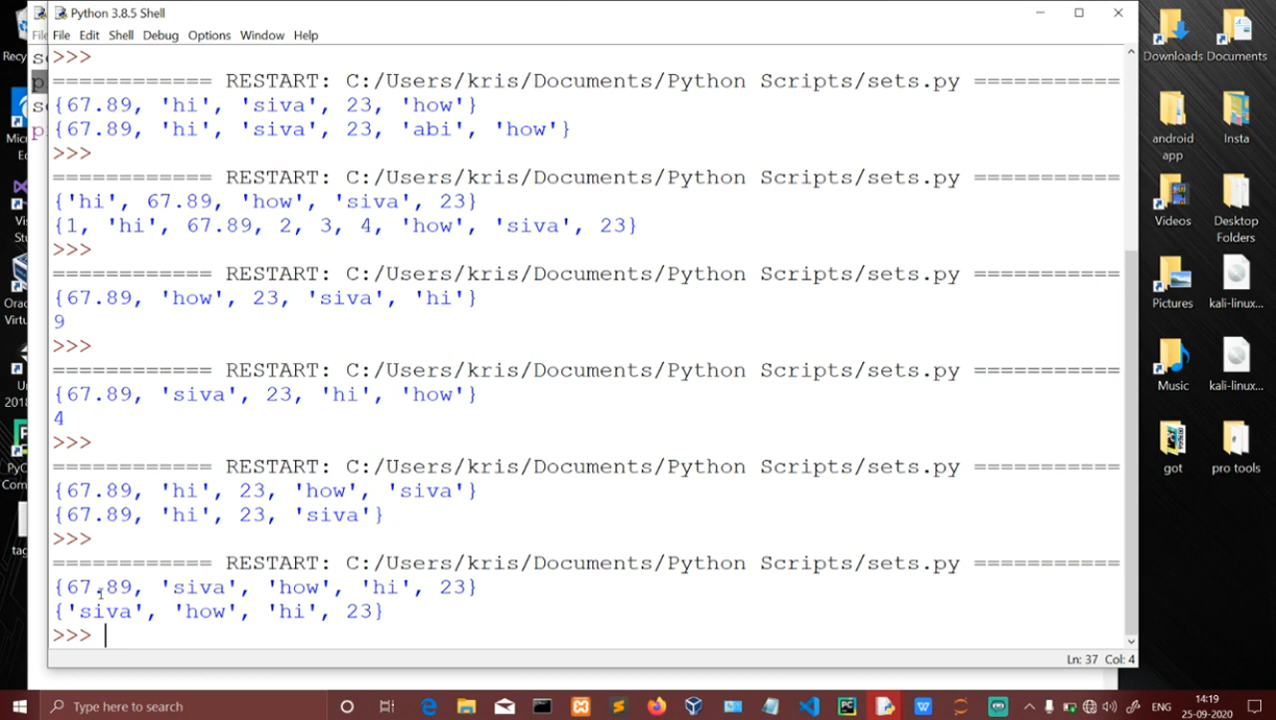 Python 3.8.5 Shell
File Edit Shell Debug Options Window Help
>>>
============ RESTART: C:/Users/kris/Documents/Python Scripts/sets.py ===========
{67.89, 'hi', 'siva', 23, 'how'}
{67.89, 'hi', 'siva', 23, 'abi', 'how'}
>>>
============ RESTART: C:/Users/kris/Documents/Python Scripts/sets.py ===========
{'hi', 67.89, 'how', 'siva', 23}
{1, 'hi', 67.89, 2, 3, 4, 'how', 'siva', 23}
>>>
============ RESTART: C:/Users/kris/Documents/Python Scripts/sets.py ===========
{67.89, 'how', 23, 'siva', 'hi'}
9
>>>
============ RESTART: C:/Users/kris/Documents/Python Scripts/sets.py ===========
{67.89, 'siva', 23, 'hi', 'how'}
4
>>>
============ RESTART: C:/Users/kris/Documents/Python Scripts/sets.py ===========
{67.89, 'hi', 23, 'how', 'siva'}
{67.89, 'hi', 23, 'siva'}
>>>
============ RESTART: C:/Users/kris/Documents/Python Scripts/sets.py ===========
{67.89, 'siva', 'how', 'hi', 23}
{'siva', 'how', 'hi', 23}
>>>
Ln: 37 Col: 4
Downloads Documents
android
app
Insta
Videos
Desktop
Folders
Pictures
kali-linux...
Music
kali-linux...
got
pro tools
Type here to search
ENG
14:19
25-09-2020